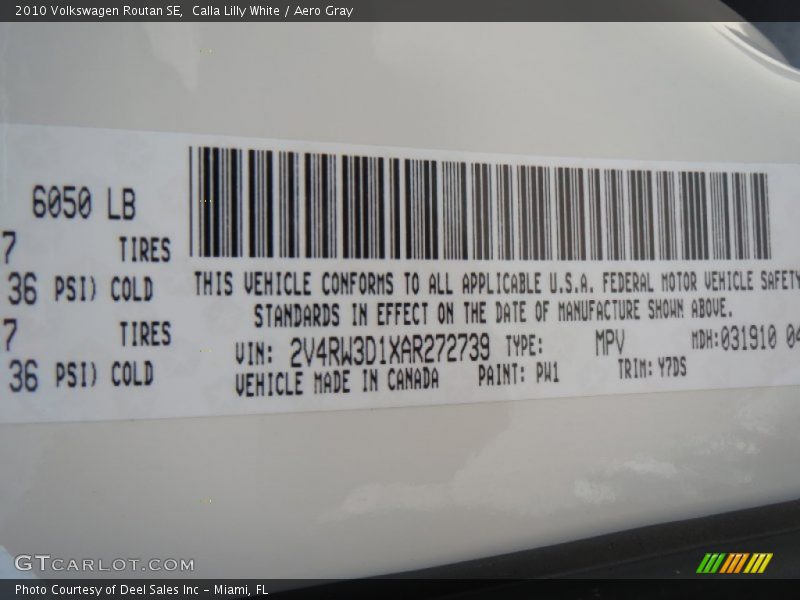 2010 Volkswagen Routan SE, Calla Lilly White / Aero Gray
6050 LB
7 TIRES
36 PSI) COLD
7 TIRES
36 PSI) COLD
THIS VEHICLE CONFORMS TO ALL APPLICABLE U.S.A. FEDERAL MOTOR VEHICLE SAFETY
STANDARDS IN EFFECT ON THE DATE OF MANUFACTURE SHOWN ABOVE.
VIN: 2V4RW3D1XAR272739 TYPE: MPV MDH:031910 04
VEHICLE MADE IN CANADA PAINT: PW1 TRIM: Y7DS
GTCARLOT.COM
Photo Courtesy of Deel Sales Inc - Miami, FL